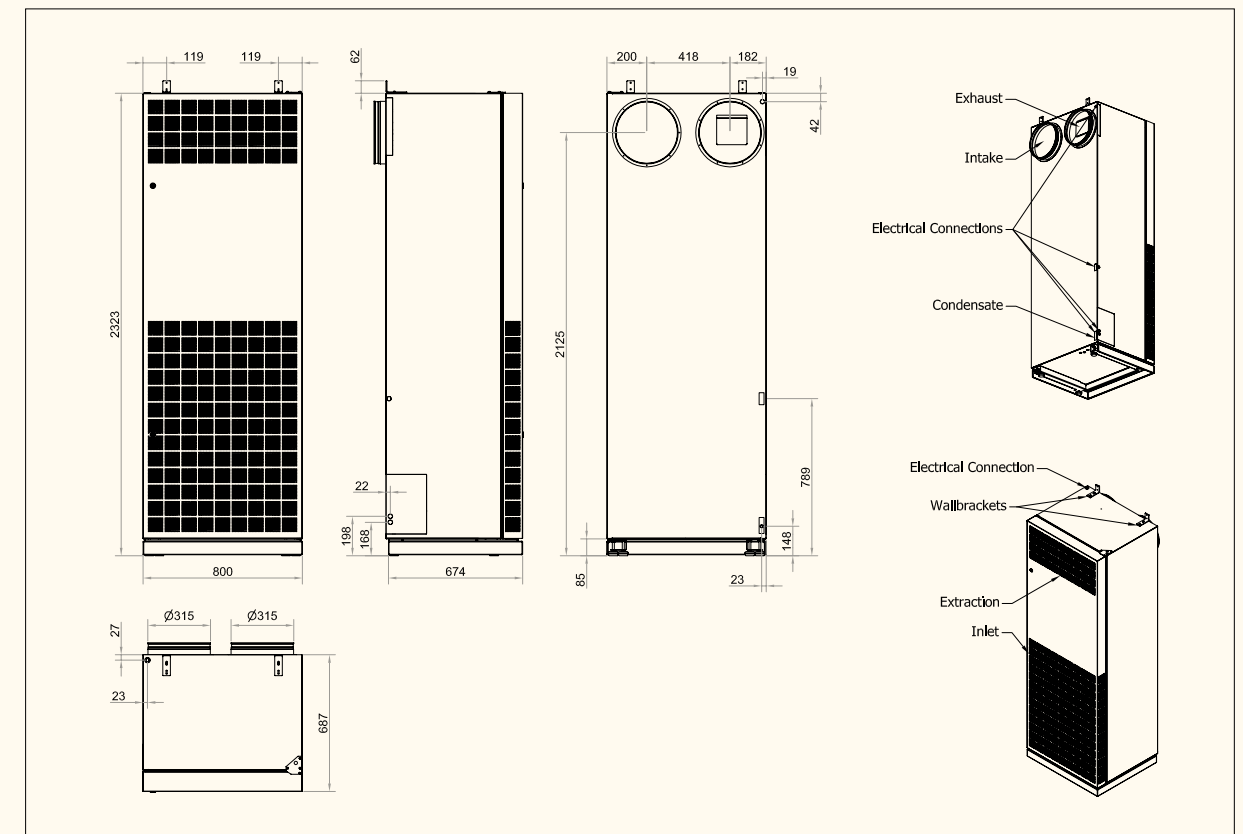 119
119
62
200
418
182
19
42
2323
2125
789
22
198
168
148
800
674
85
23
Ø315
Ø315
27
23
687
Exhaust
Intake
Electrical Connections
Condensate
Electrical Connection
Wallbrackets
Extraction
Inlet